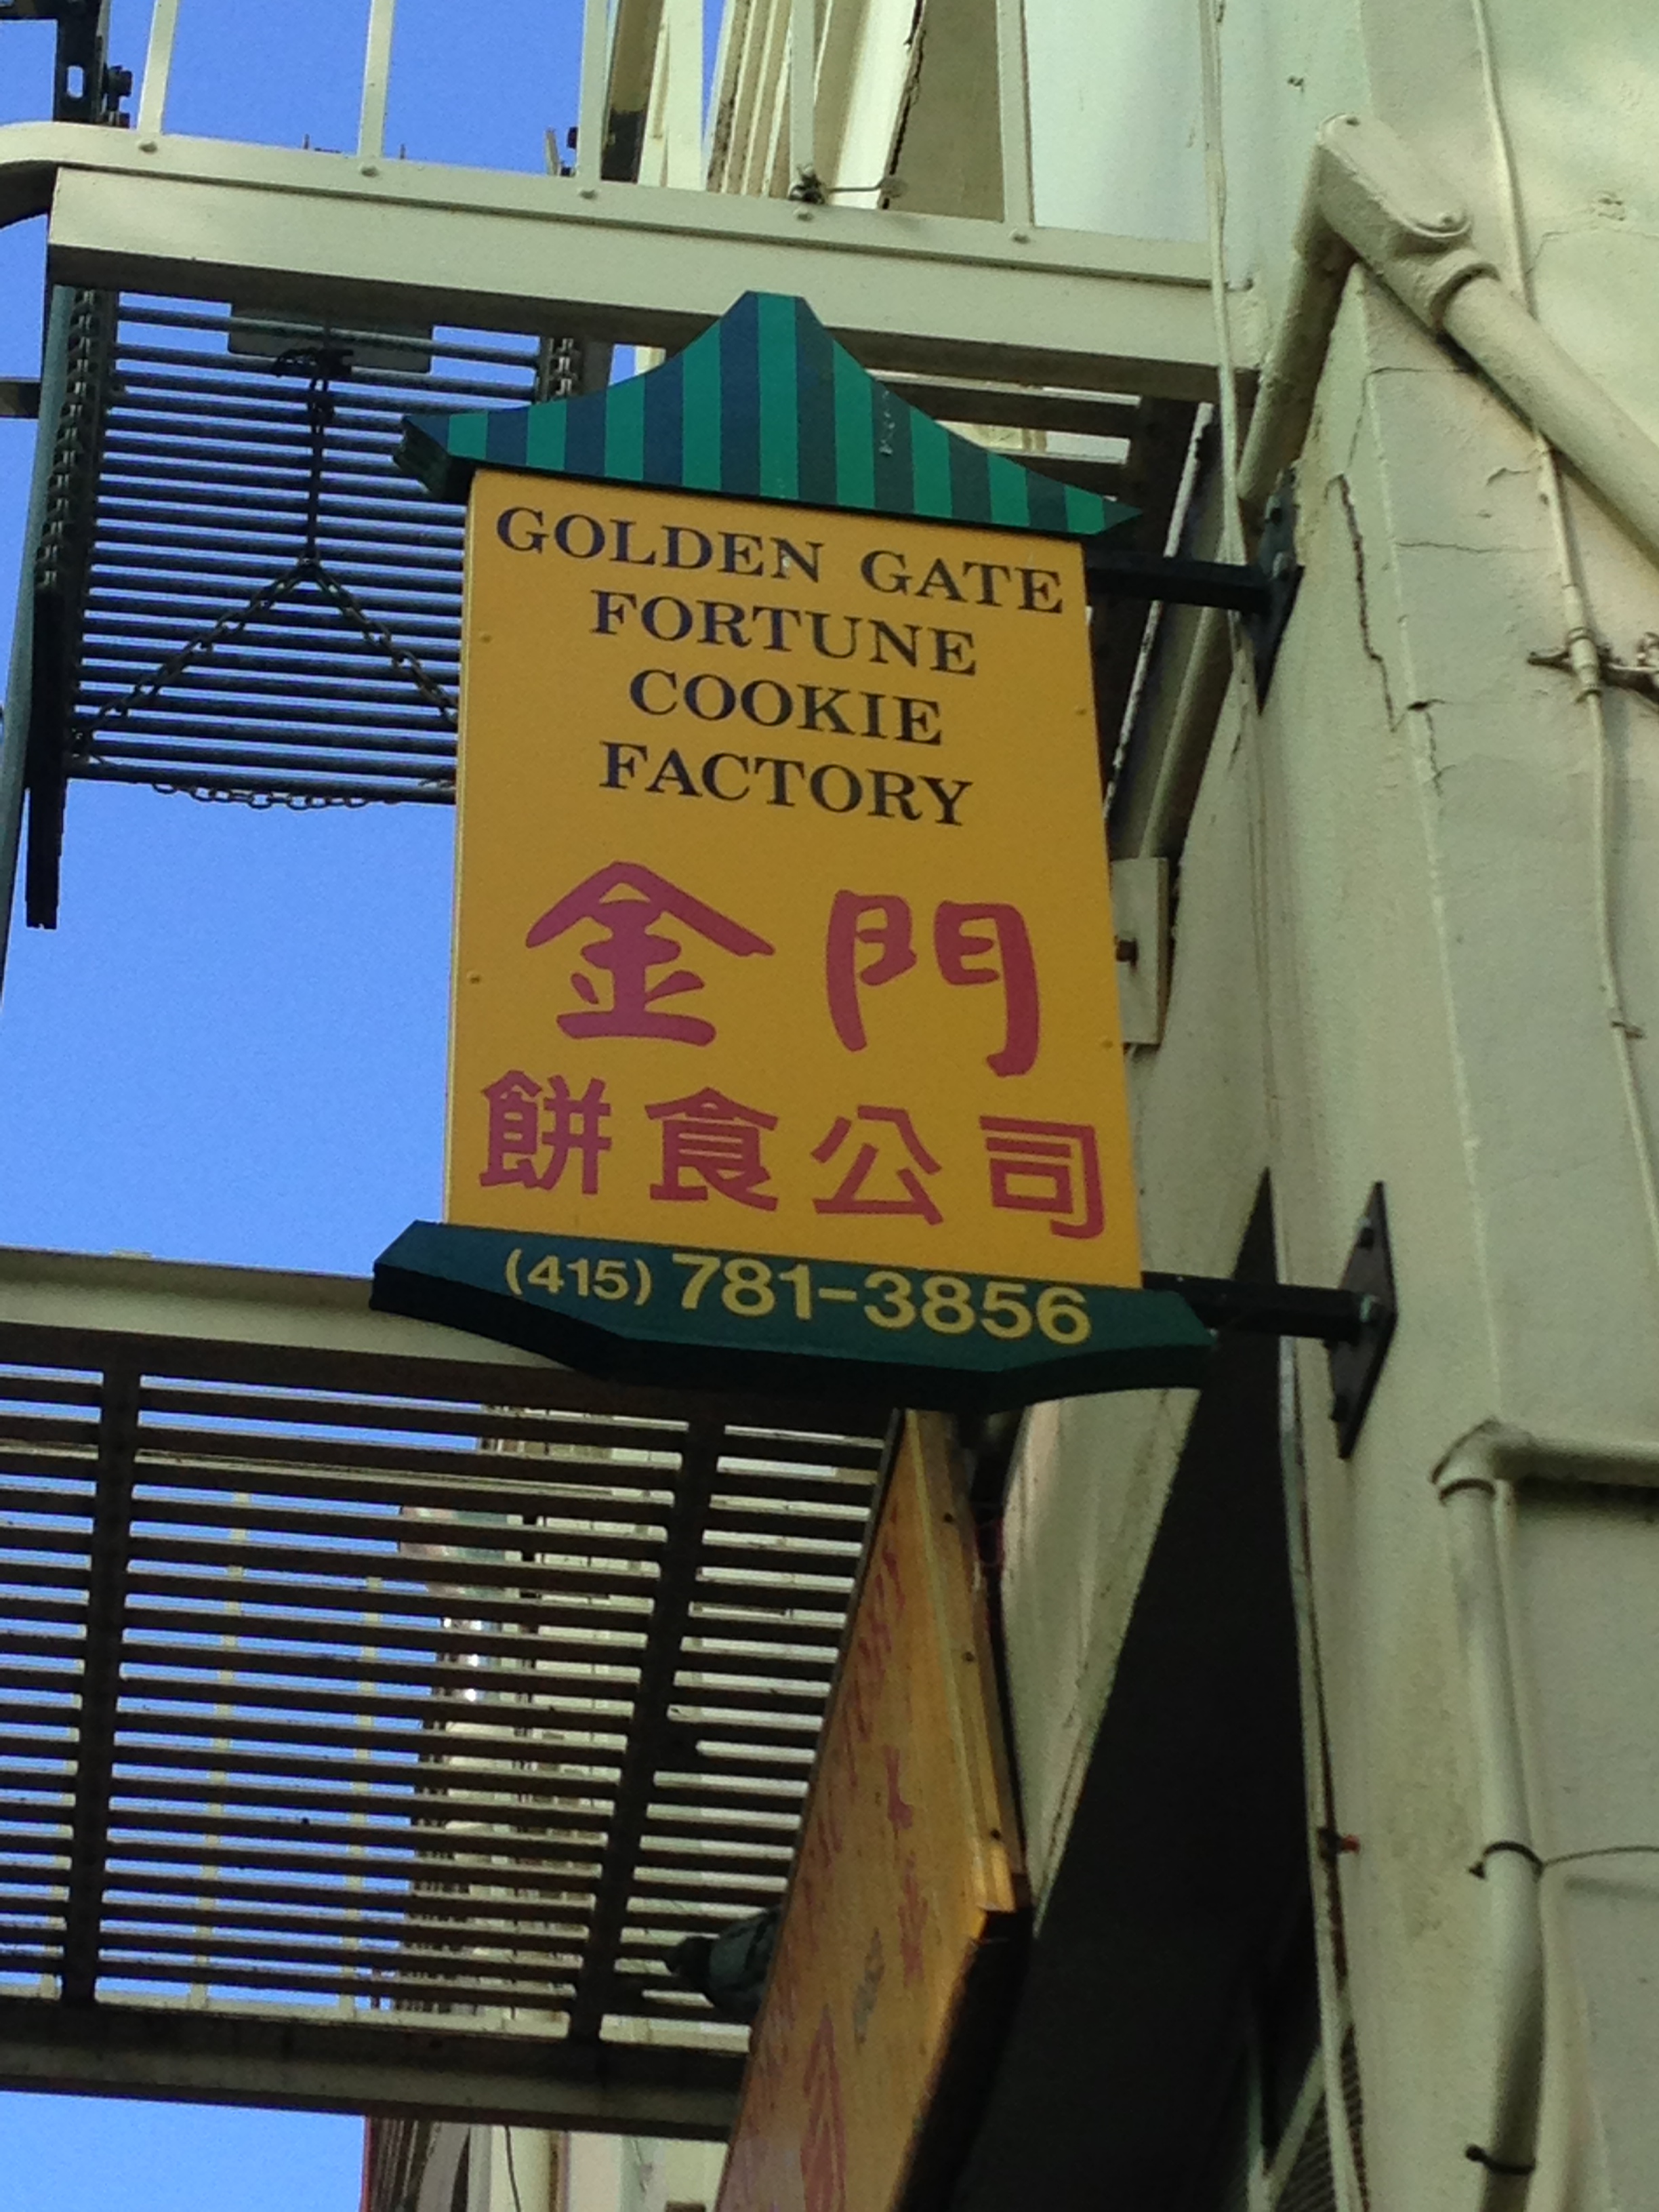 GOLDEN GATE
FORTUNE
COOKIE
FACTORY
金門
餅食公司
(415) 781-3856